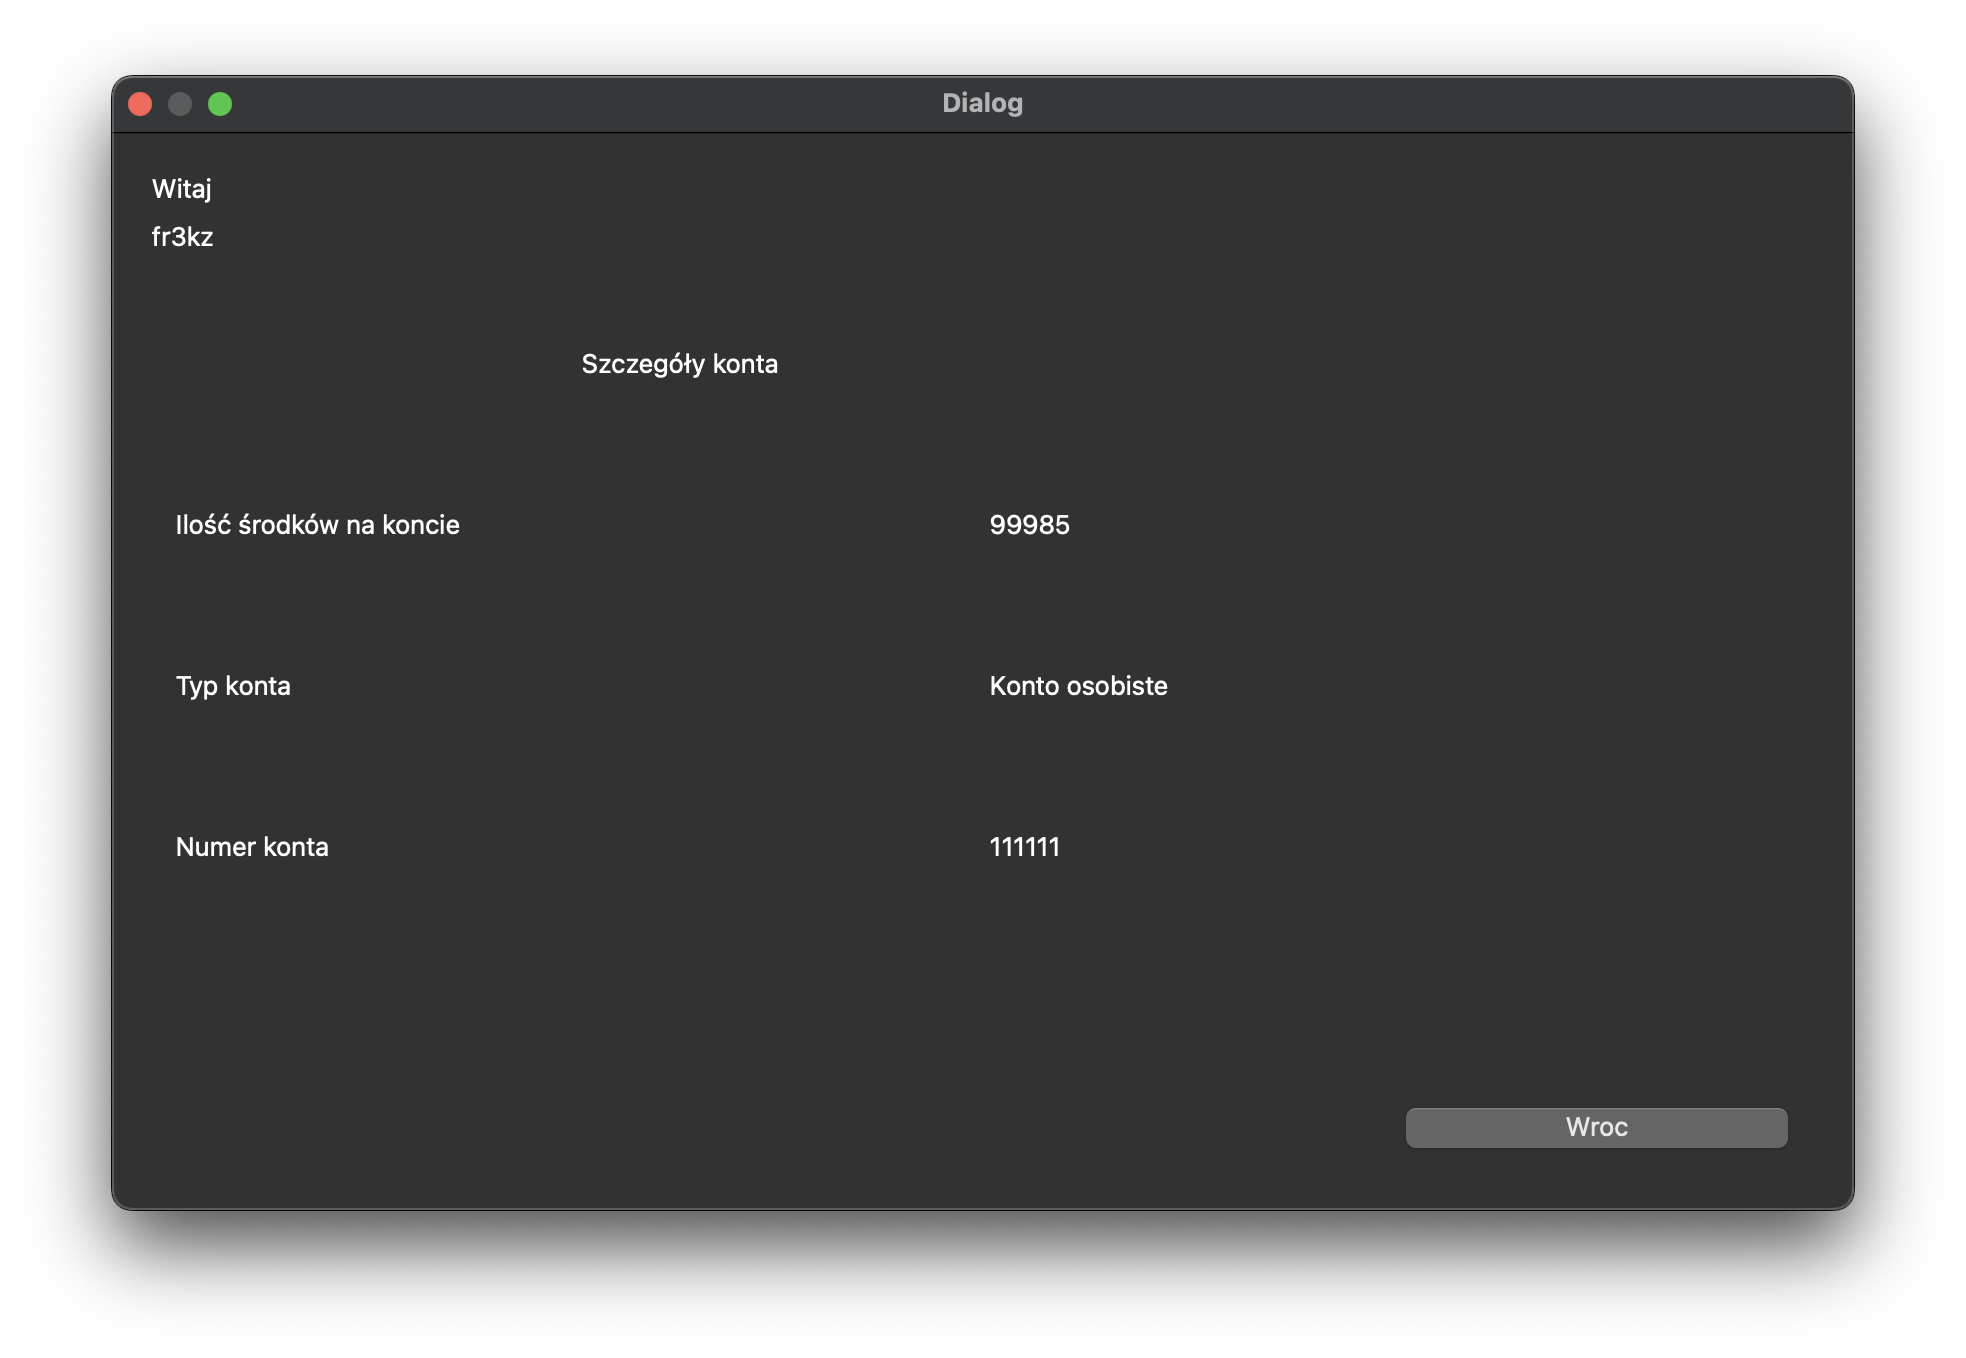 Dialog
Witaj
fr3kz
Szczegóły konta
Ilość środków na koncie 99985
Typ konta Konto osobiste
Numer konta 111111
Wroc